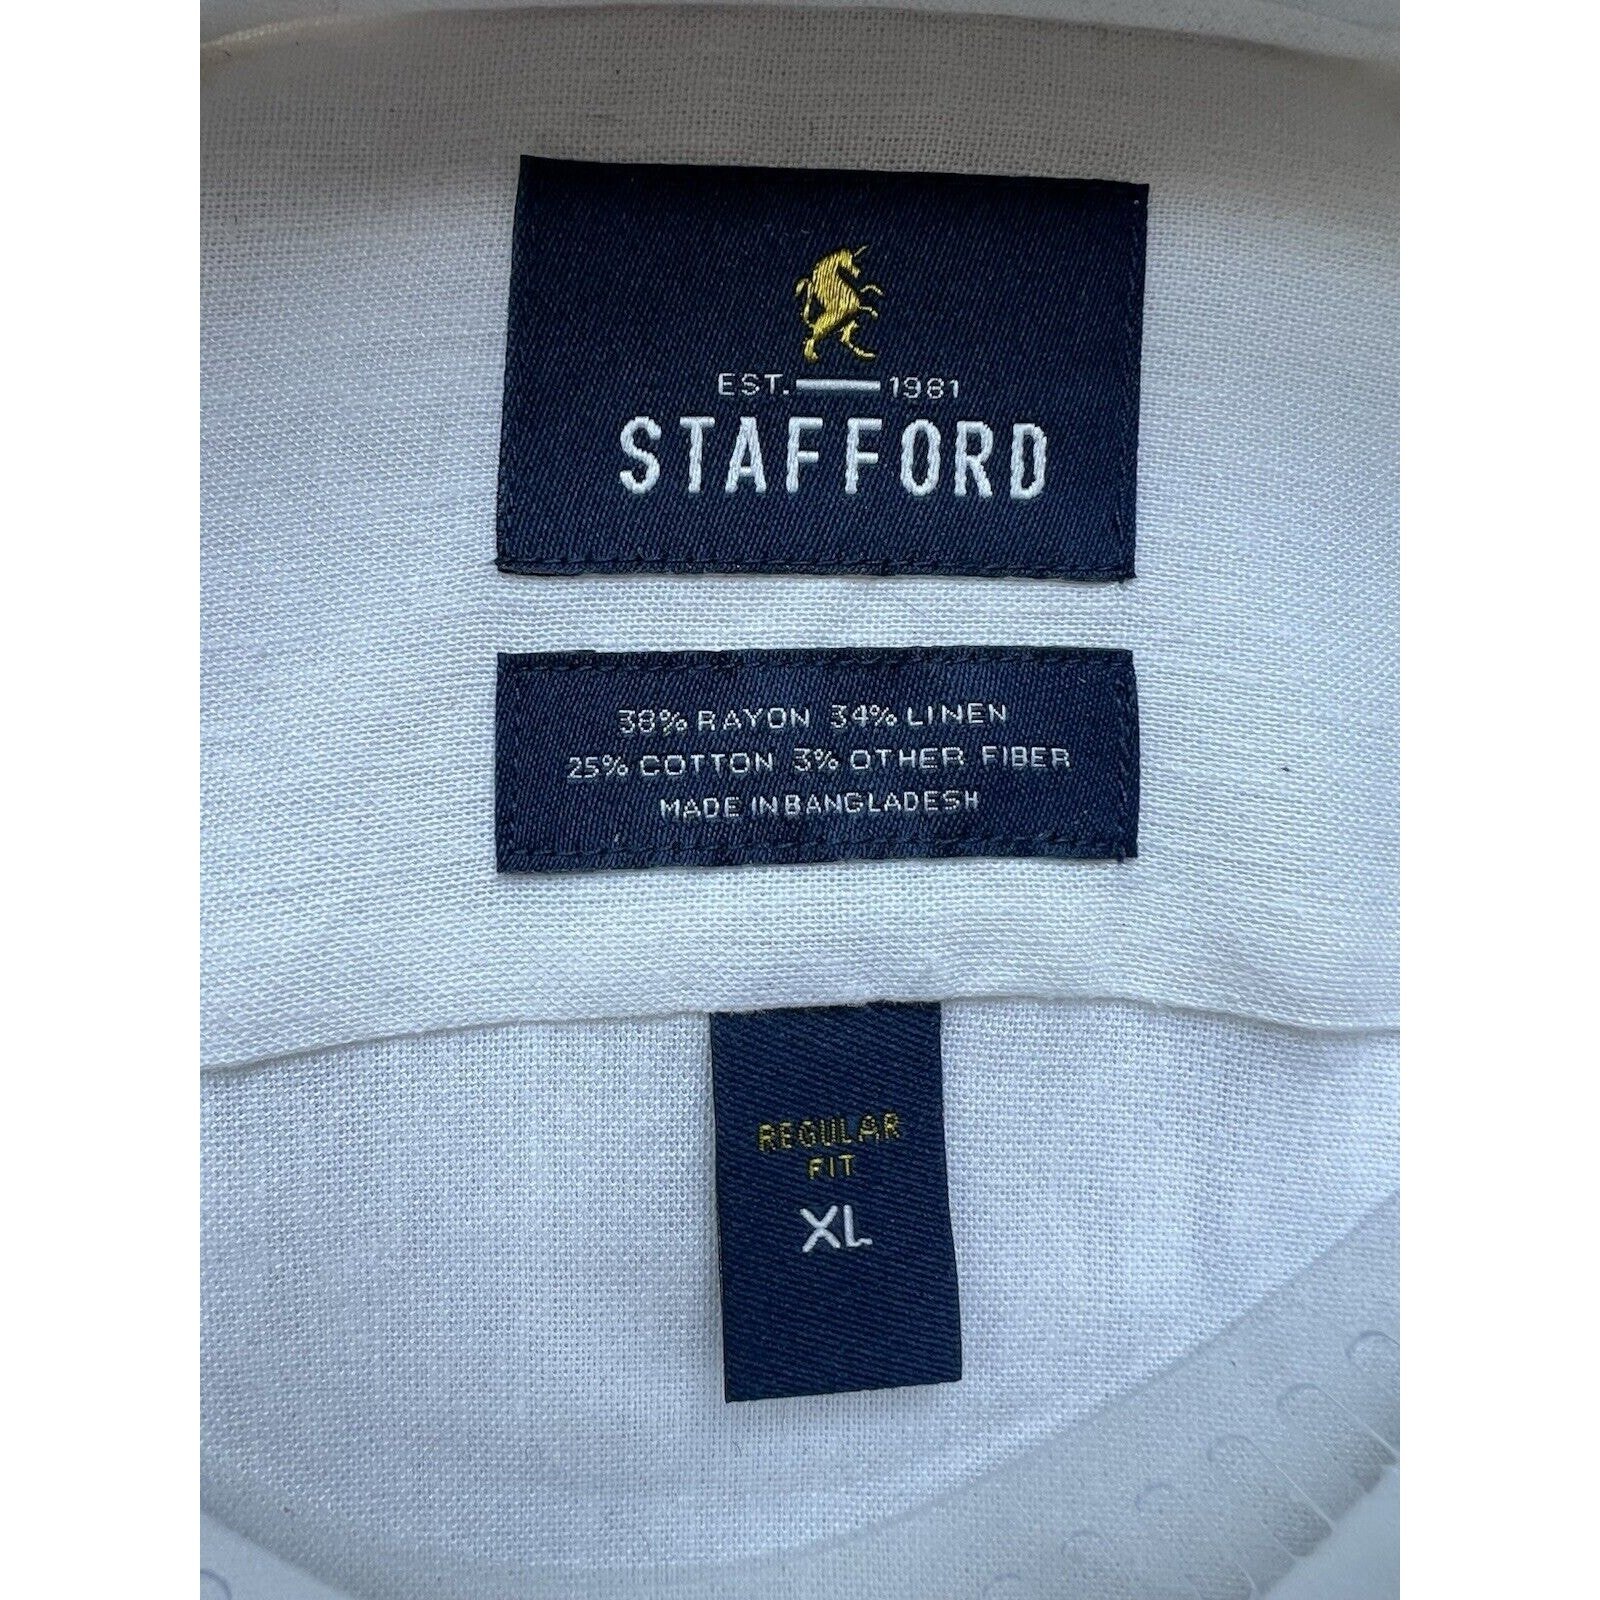 EST. 1981
STAFFORD
38% RAYON 34% LINEN
25% COTTON 3% OTHER FIBER
MADE IN BANGLADESH
REGULAR
FIT
XL